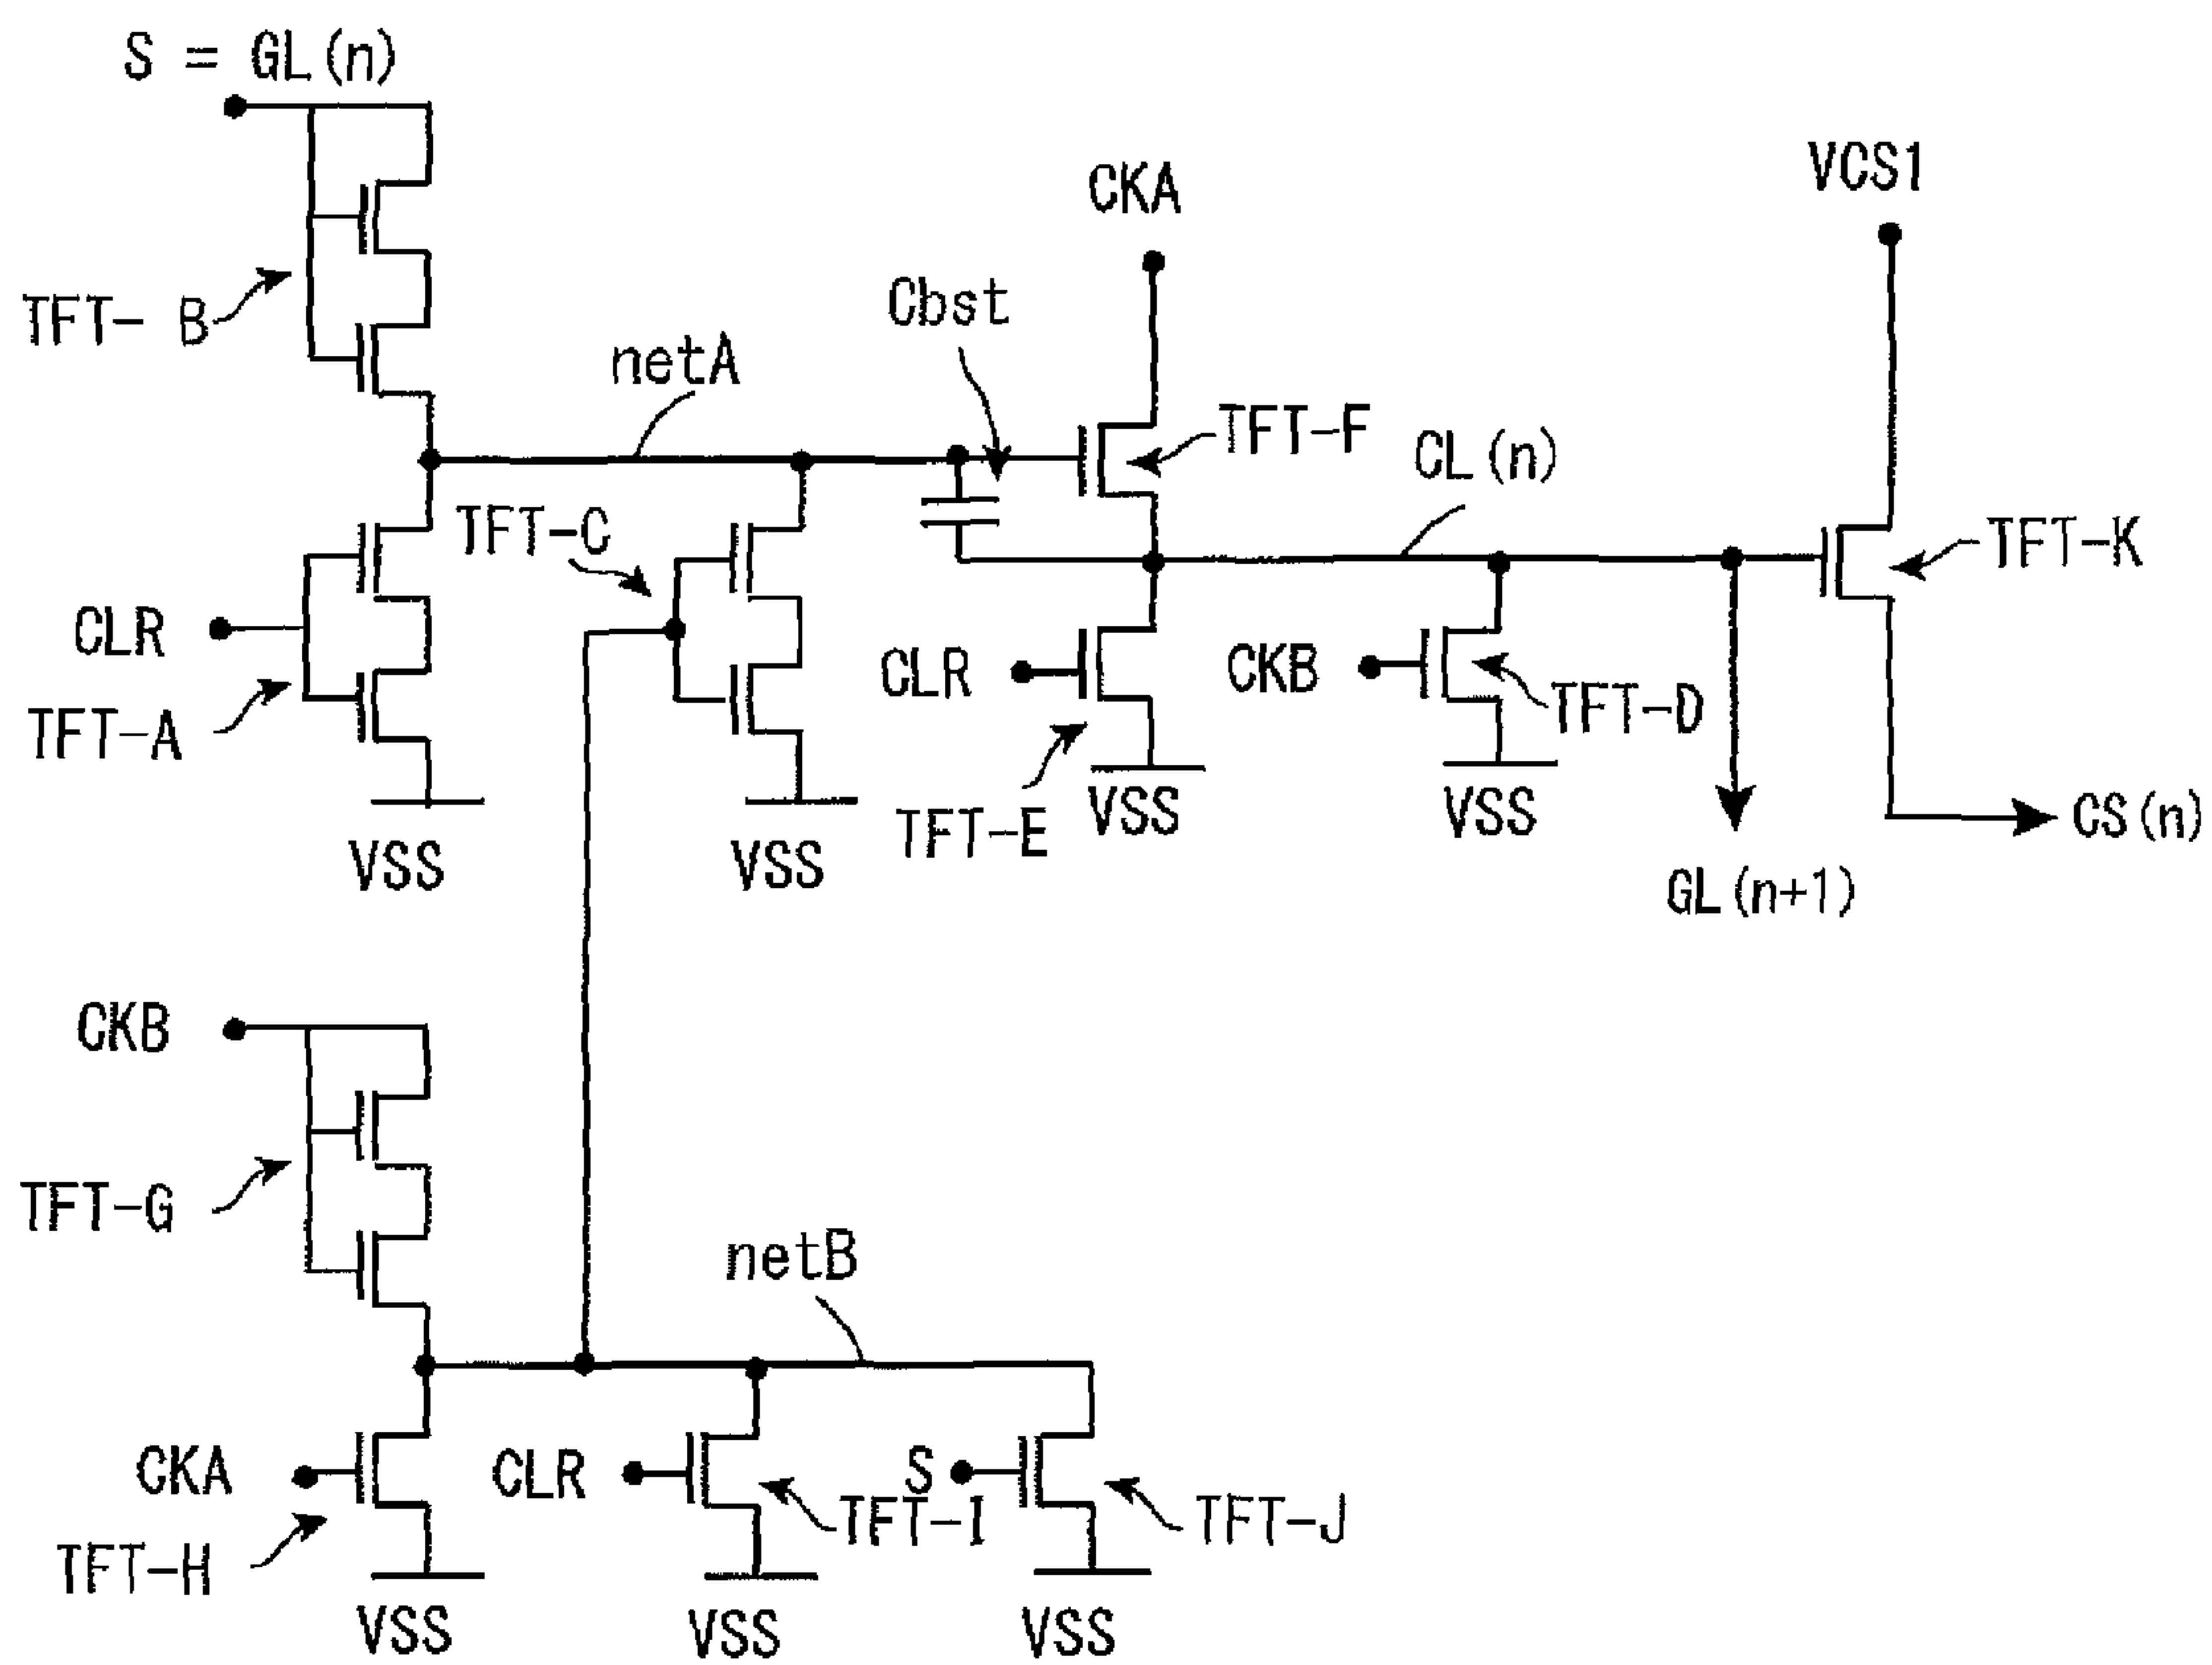 S = GL(n)
VCS1
CKA
Cbst
TFT- B
netA
TFT-F
CL(n)
TFT-C
TFT-K
CLR
CLR
CKB
TFT-D
TFT-A
VSS
VSS
TFT-E
VSS
VSS
CS(n)
GL(n+1)
CKB
TFT-G
netB
CKA
CLR
S
TFT-I
TFT-J
TFT-H
VSS
VSS
VSS